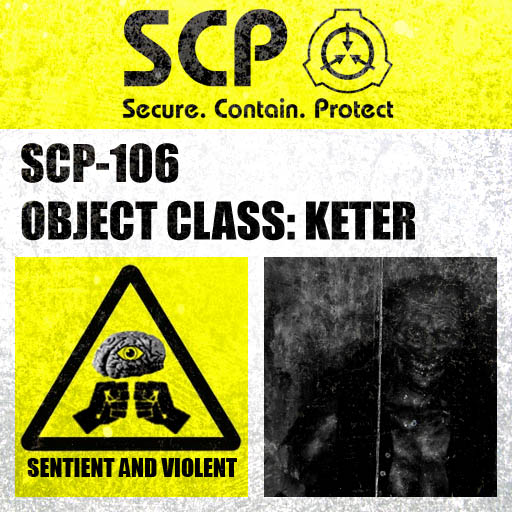 SCP
Secure. Contain. Protect
SCP-106
OBJECT CLASS: KETER
SENTIENT AND VIOLENT